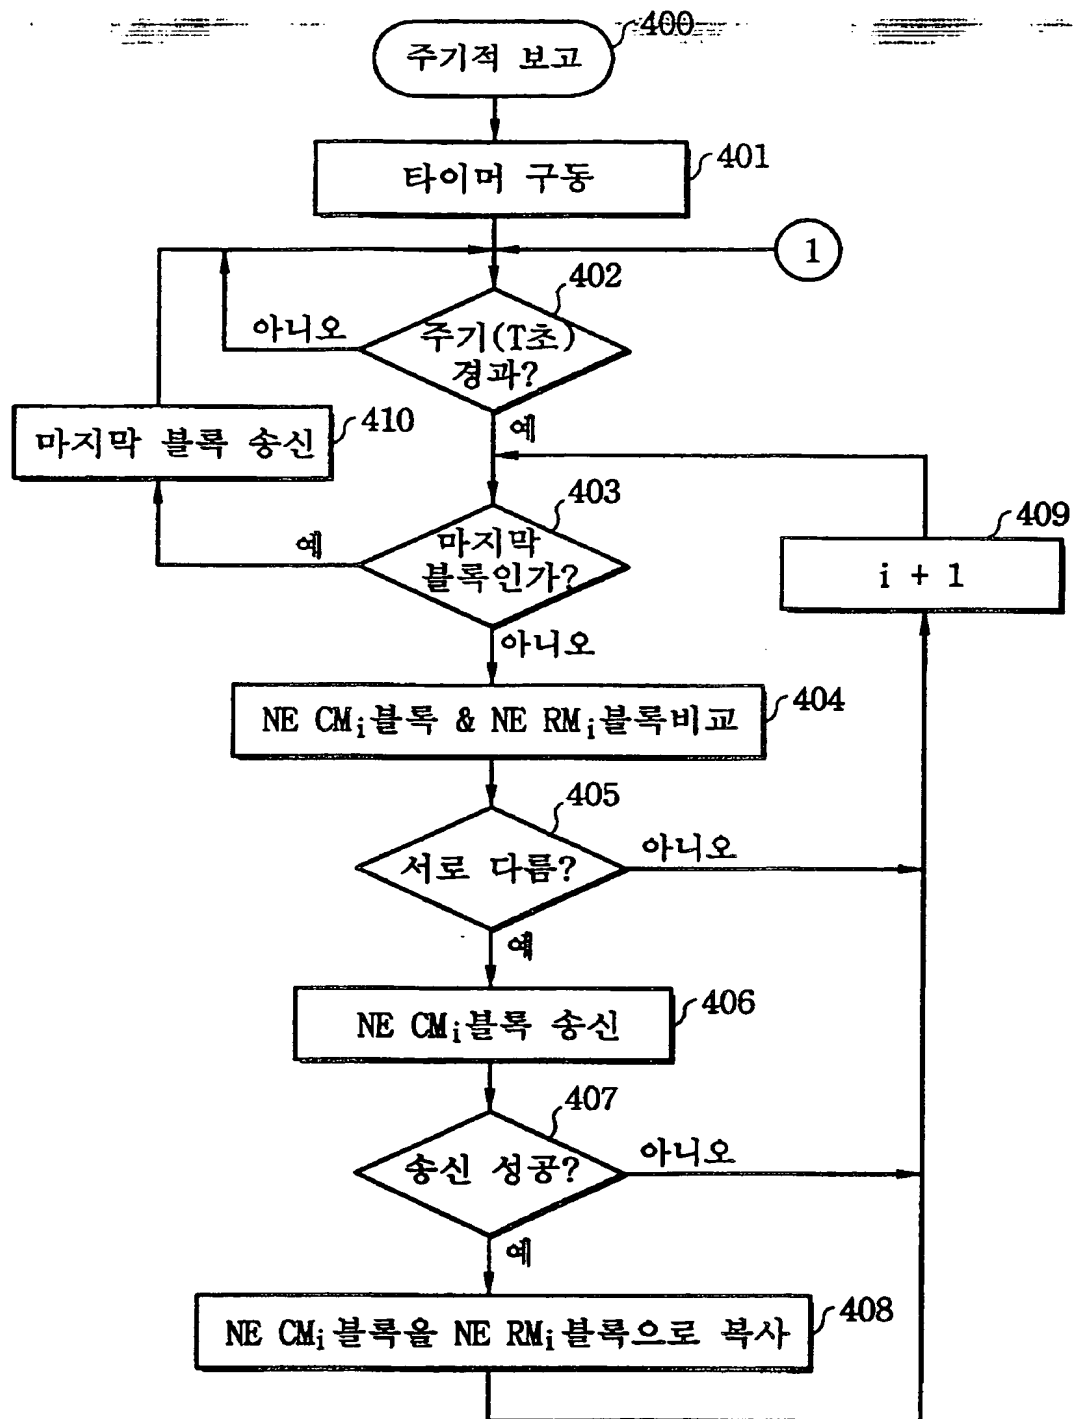 400
주기적 보고
401
타이머 구동
1
402
주기(T초)
경과?
아니오
예
410
마지막 블록 송신
403
마지막
블록인가?
예
아니오
409
i + 1
404
NE CMi블록 & NE RMi블록비교
405
서로 다름?
아니오
예
406
NE CMi블록 송신
407
송신 성공?
아니오
예
408
NE CMi블록을 NE RMi블록으로 복사